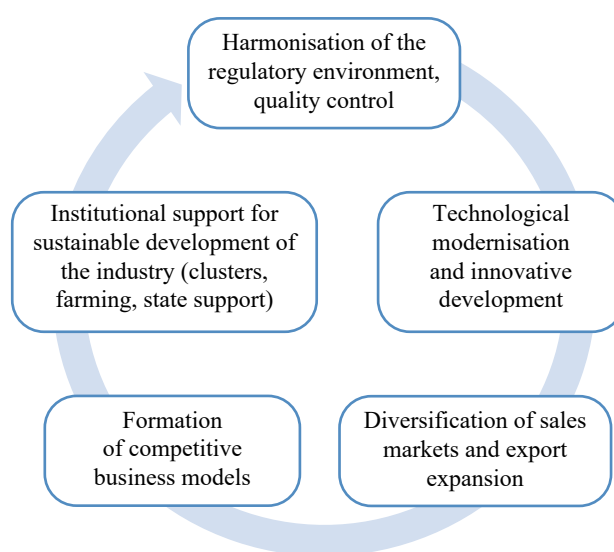 Harmonisation of the
regulatory environment,
quality control
Technological
modernisation
and innovative
development
Diversification of sales
markets and export
expansion
Formation
of competitive
business models
Institutional support for
sustainable development of
the industry (clusters,
farming, state support)